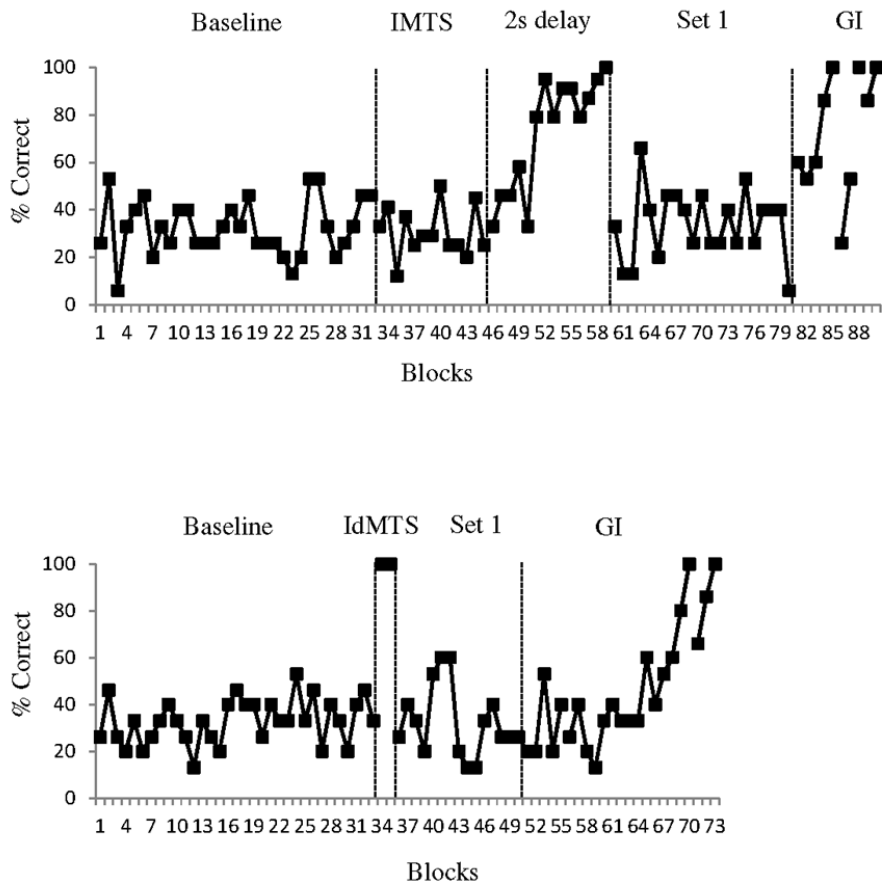 Baseline IMTS 2s delay Set 1 GI
% Correct
100
80
60
40
20
0
1 4 7 10 13 16 19 22 25 28 31 34 37 40 43 46 49 52 55 58 61 64 67 70 73 76 79 82 85 88
Blocks
Baseline IdMTS Set 1 GI
% Correct
100
80
60
40
20
0
1 4 7 10 13 16 19 22 25 28 31 34 37 40 43 46 49 52 55 58 61 64 67 70 73
Blocks